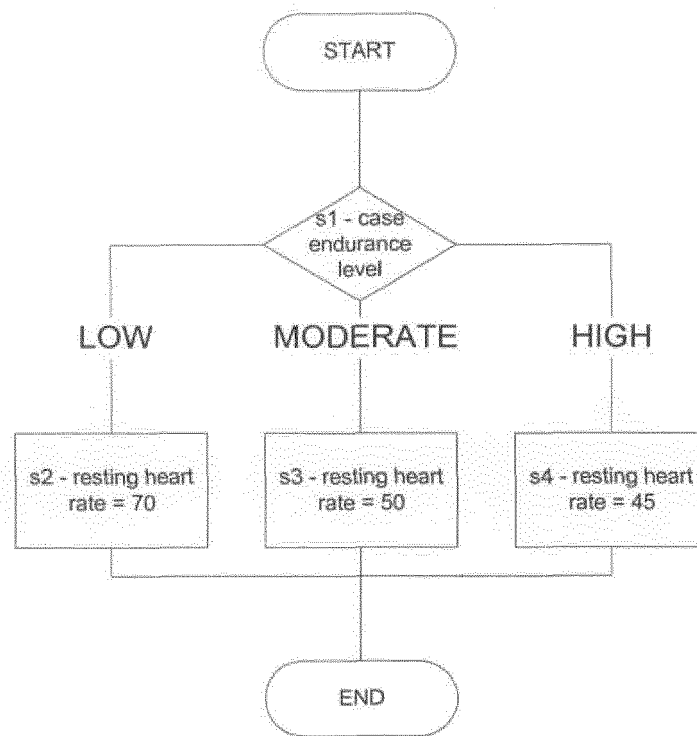 START
s1 - case
endurance
level
LOW
MODERATE
HIGH
s2 - resting heart
rate = 70
s3 - resting heart
rate = 50
s4 - resting heart
rate = 45
END